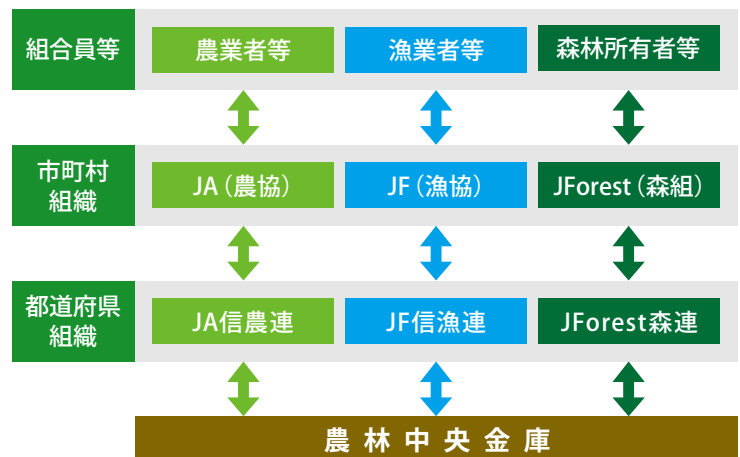 組合員等
農業者等
漁業者等
森林所有者等
市町村
組織
JA（農協）
JF（漁協）
JForest（森組）
都道府県
組織
JA信農連
JF信漁連
JForest森連
農林中央金庫